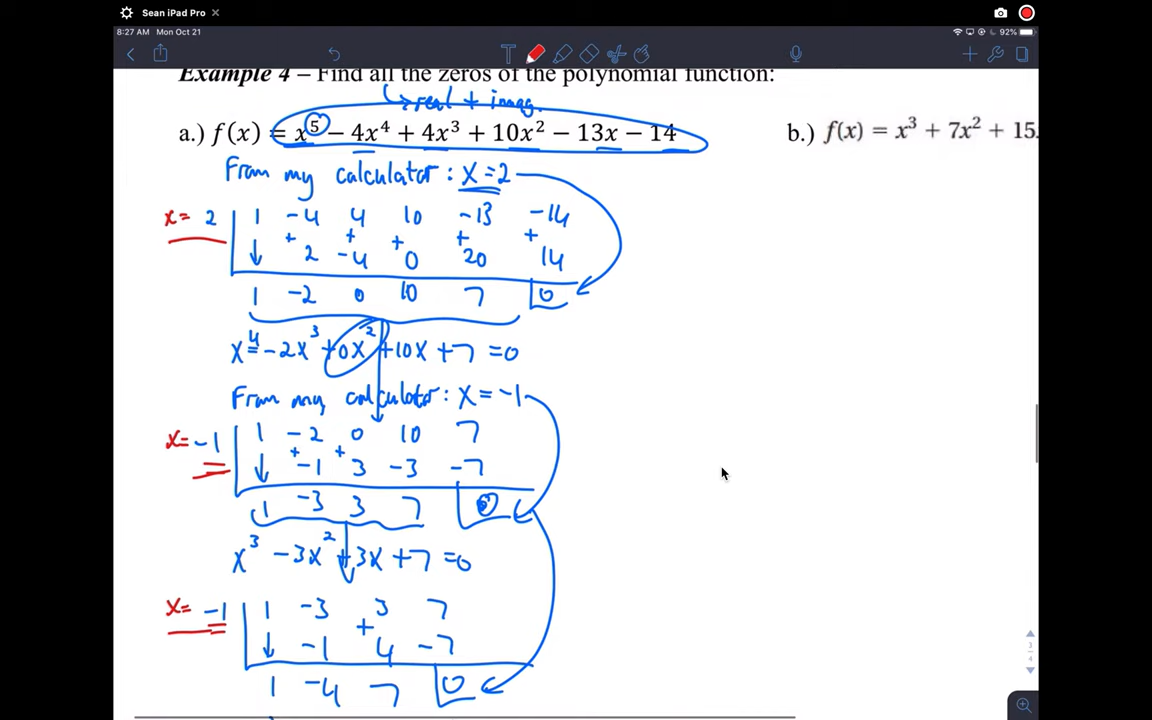 Sean iPad Pro ×
8:27 AM Mon Oct 21
92%
Example 4 – Find all the zeros of the polynomial function:
↳ real + imag.
a.) f(x) = x⁵ − 4x⁴ + 4x³ + 10x² − 13x − 14
b.) f(x) = x³ + 7x² + 15
From my calculator: x = 2
x = 2 | 1 -4 4 10 -13 -14
+ + + + +
↓ 2 -4 0 20 14
1 -2 0 10 7 0
x⁴ - 2x³ + 0x² + 10x + 7 = 0
From my calculator: x = -1
x = -1 | 1 -2 0 10 7
+ +
↓ -1 3 -3 -7
1 -3 3 7 0
x³ - 3x² + 3x + 7 = 0
x = -1 | 1 -3 3 7
+
↓ -1 4 -7
1 -4 7 0
3
4